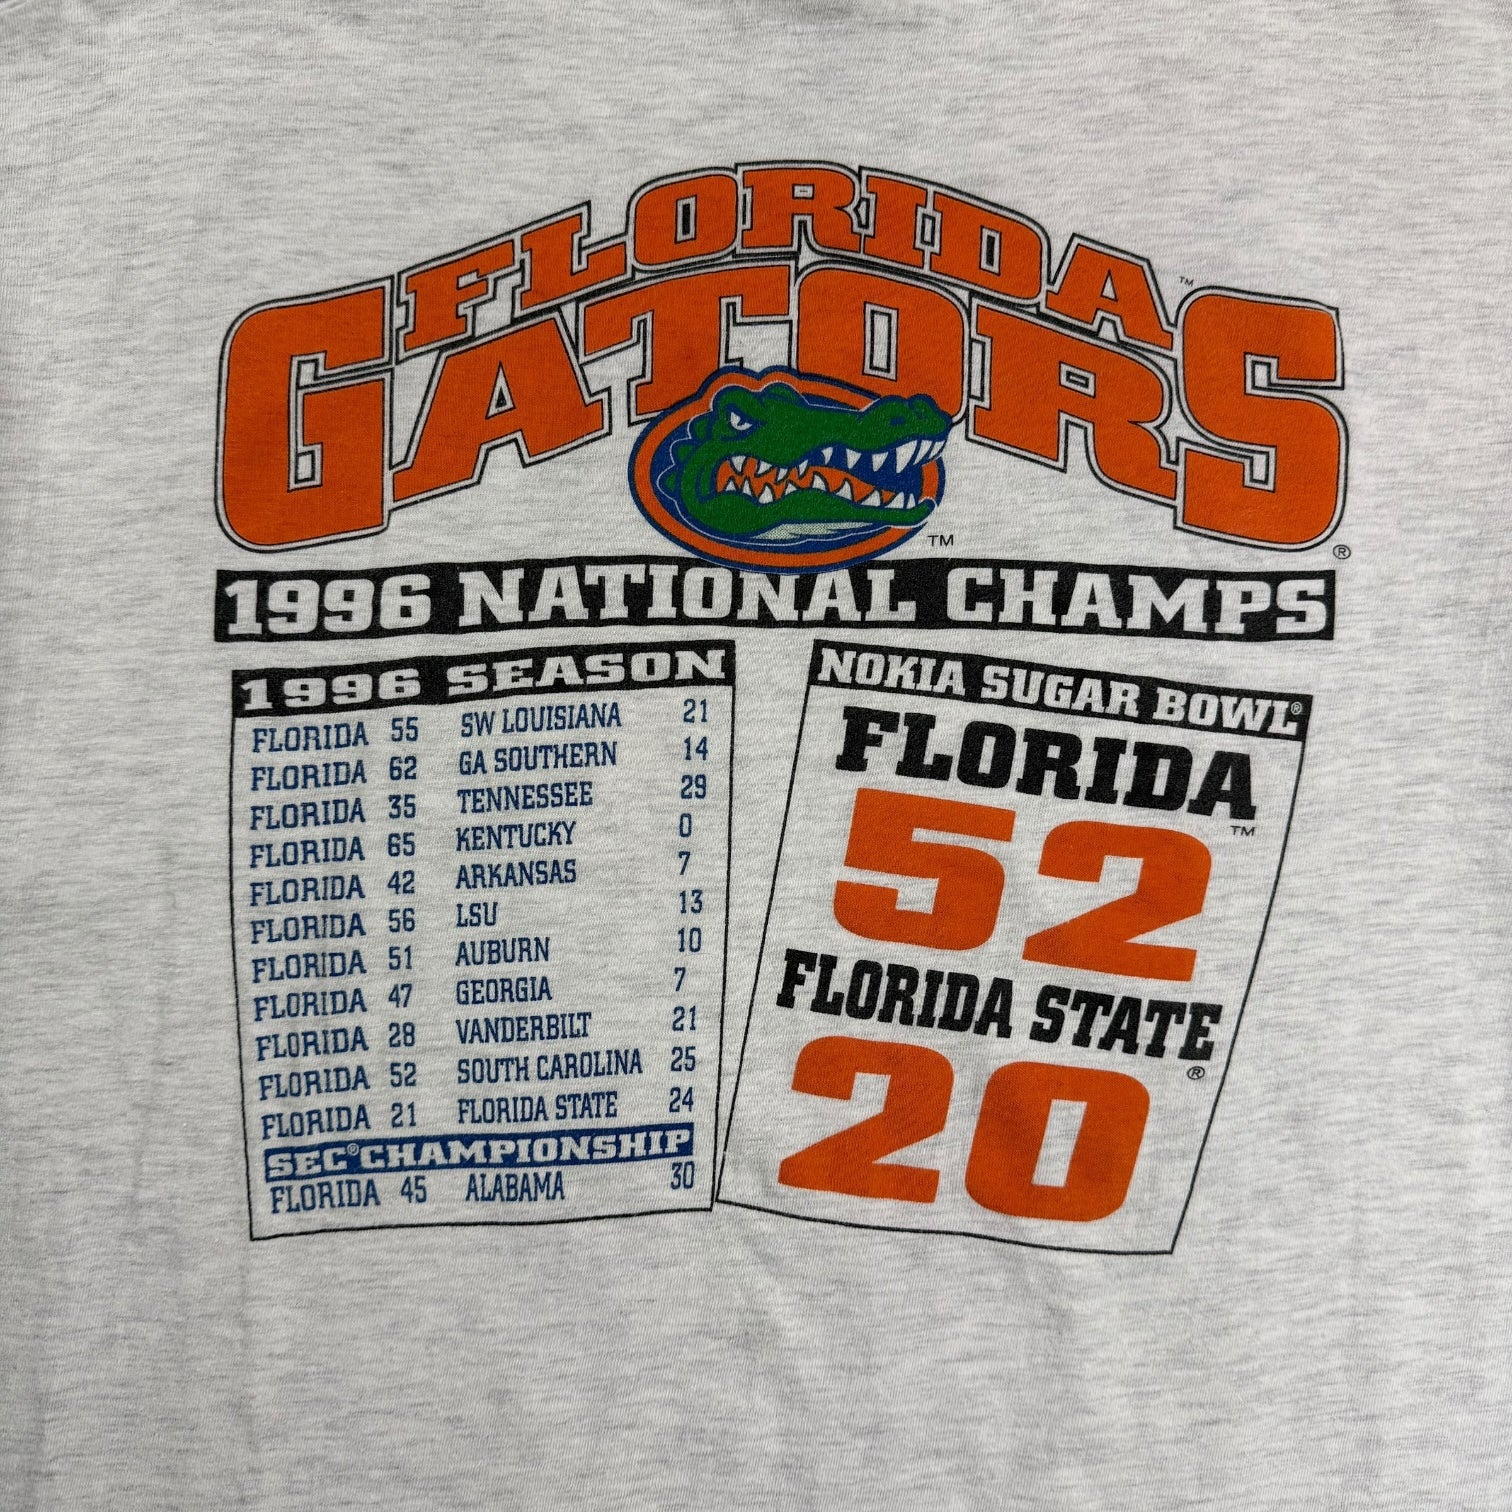 FLORIDA™
GATORS®
™
1996 NATIONAL CHAMPS
1996 SEASON
FLORIDA 55 SW LOUISIANA 21
FLORIDA 62 GA SOUTHERN 14
FLORIDA 35 TENNESSEE 29
FLORIDA 65 KENTUCKY 0
FLORIDA 42 ARKANSAS 7
FLORIDA 56 LSU 13
FLORIDA 51 AUBURN 10
FLORIDA 47 GEORGIA 7
FLORIDA 28 VANDERBILT 21
FLORIDA 52 SOUTH CAROLINA 25
FLORIDA 21 FLORIDA STATE 24
SEC® CHAMPIONSHIP
FLORIDA 45 ALABAMA 30
NOKIA SUGAR BOWL®
FLORIDA™
52
FLORIDA STATE®
20